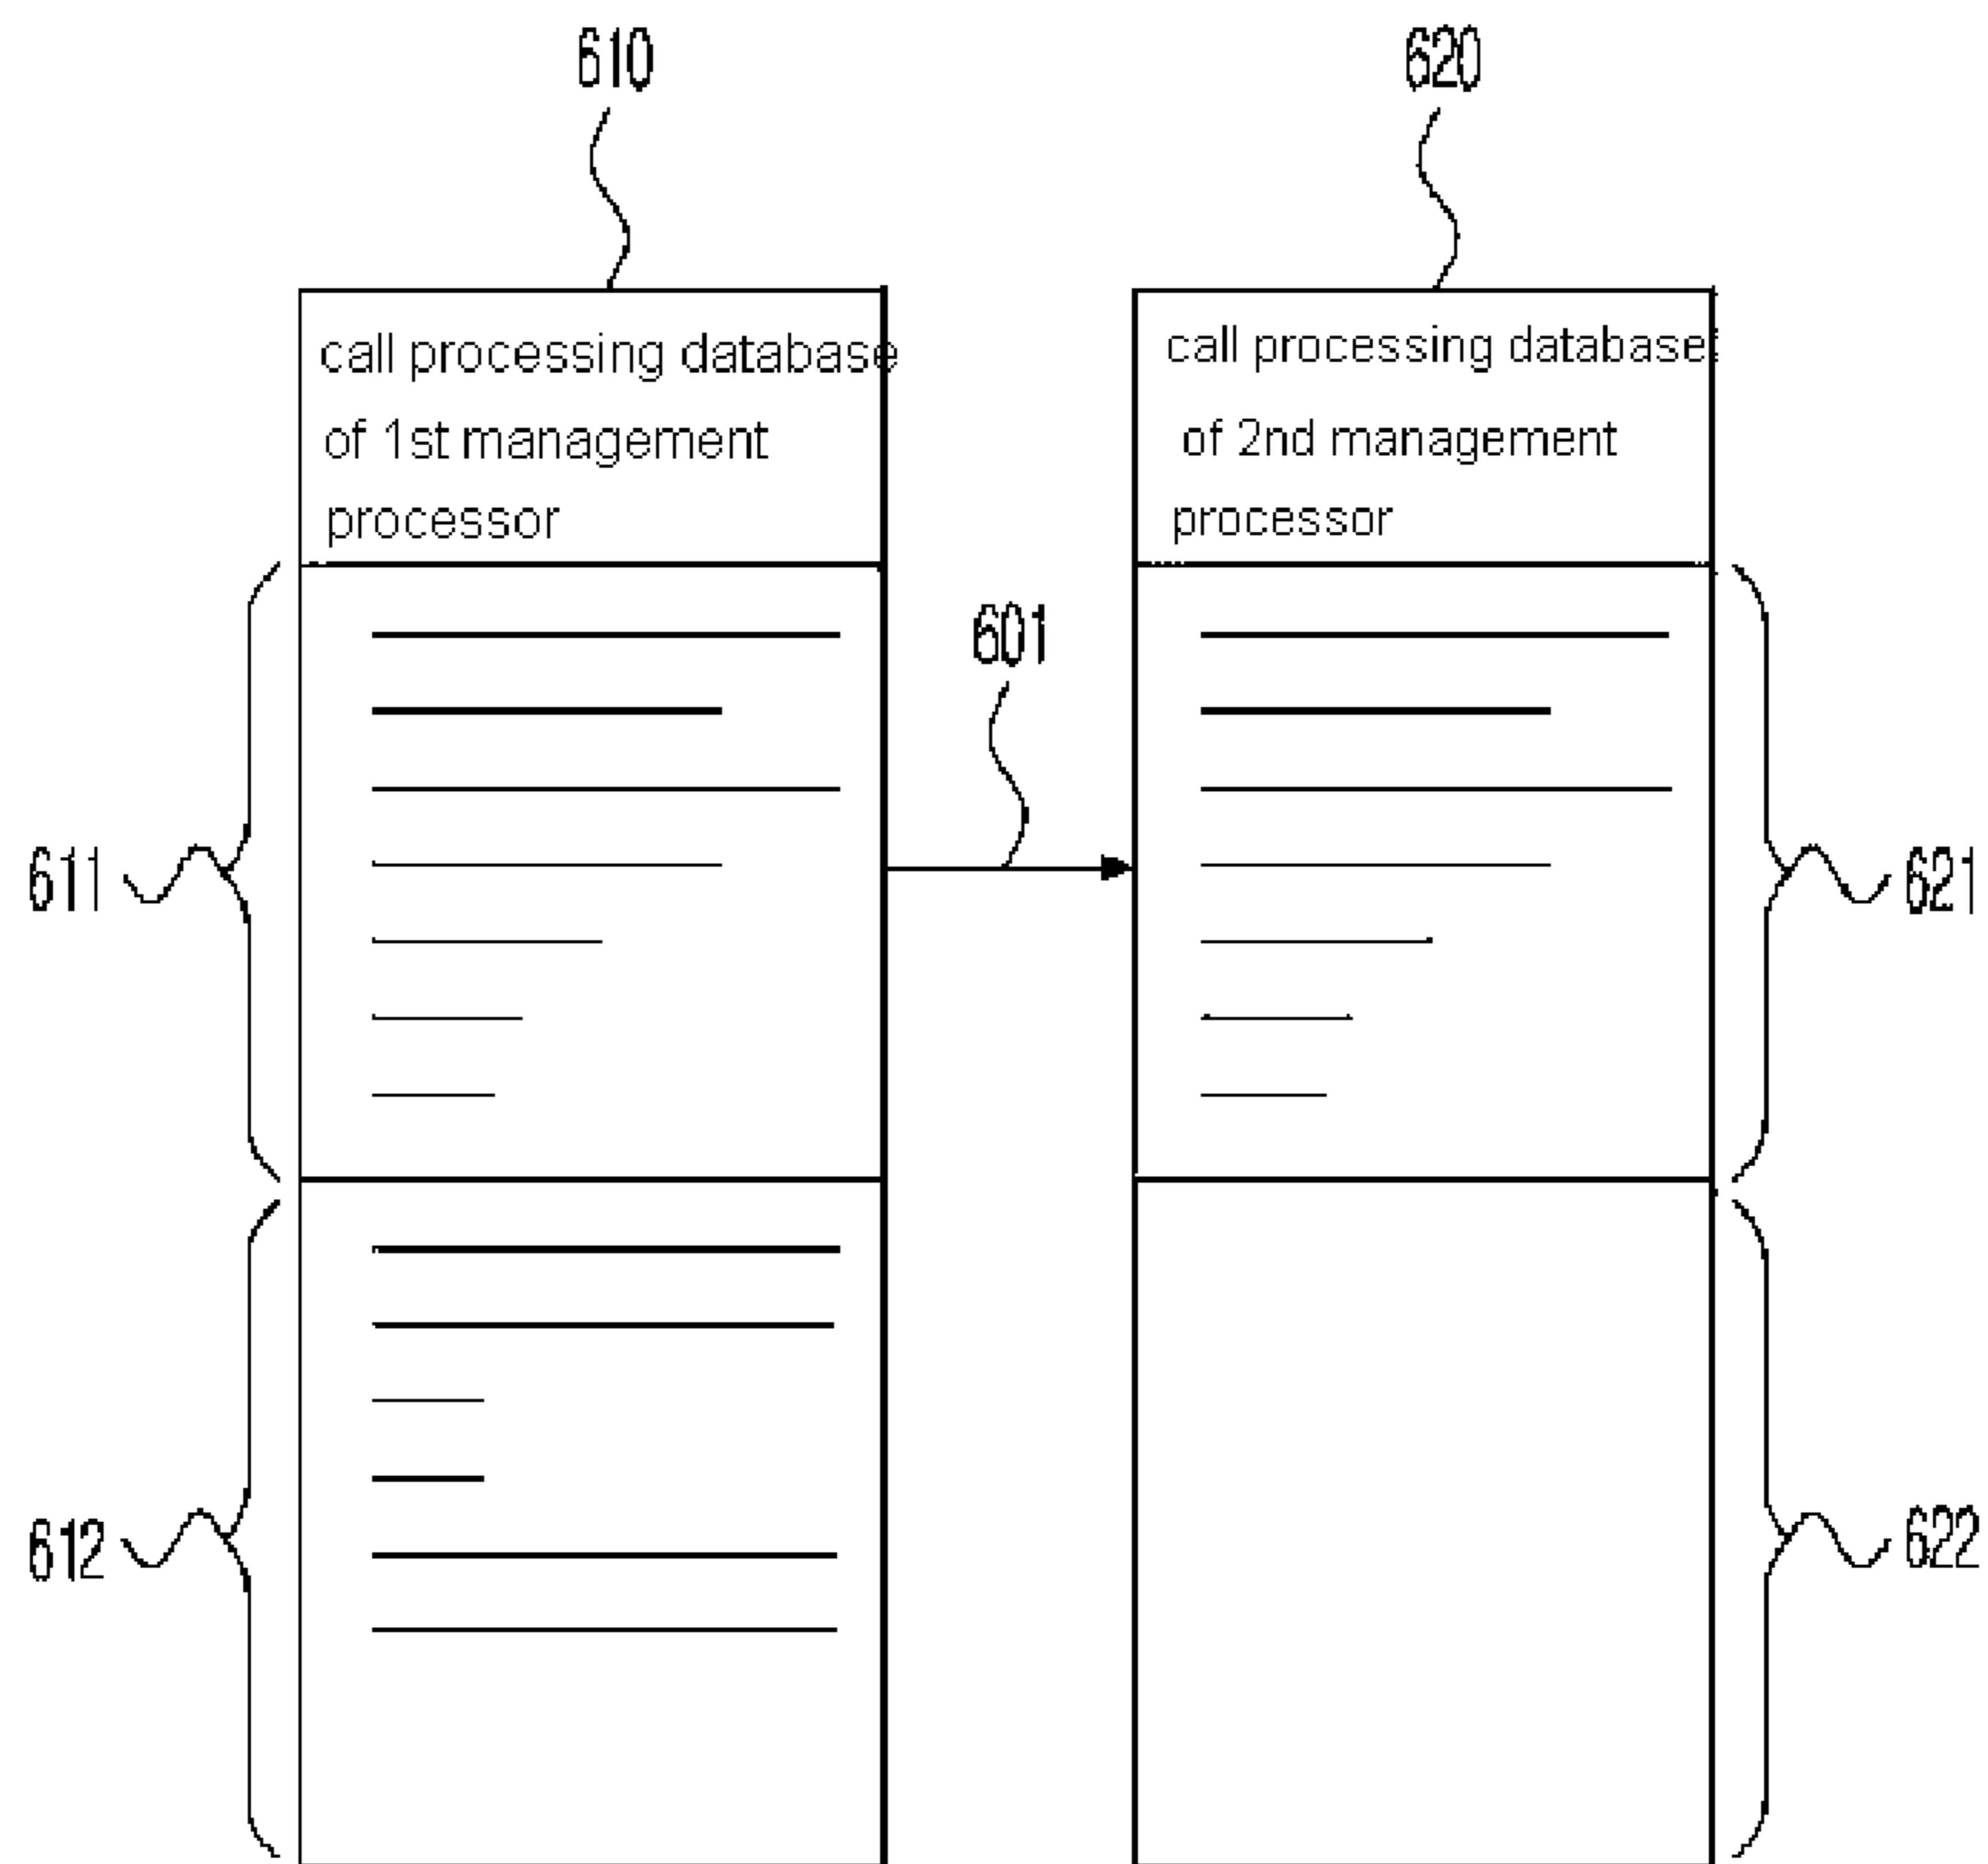 610
620
call processing database
of 1st management
processor
call processing database
of 2nd management
processor
601
611
621
612
622